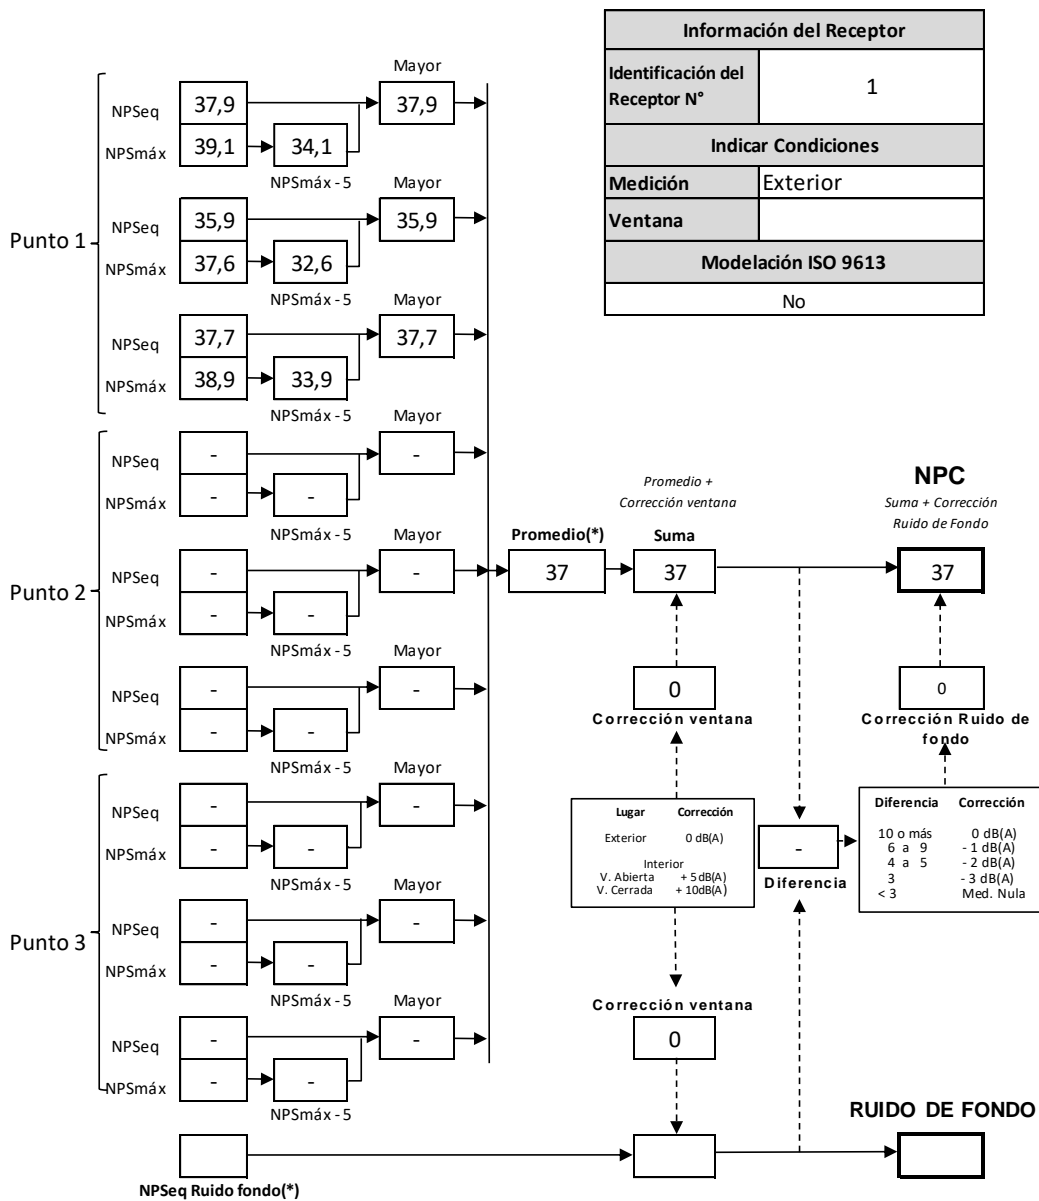 Información del Receptor
Identificación del
Receptor N°
1
Indicar Condiciones
Medición
Exterior
Ventana
Modelación ISO 9613
No
Punto 1
Mayor
NPSeq
37,9
37,9
NPSmáx
39,1
34,1
NPSmáx - 5
Mayor
NPSeq
35,9
35,9
NPSmáx
37,6
32,6
NPSmáx - 5
Mayor
NPSeq
37,7
37,7
NPSmáx
38,9
33,9
NPSmáx - 5
Punto 2
Mayor
NPSeq
-
-
NPSmáx
-
-
NPSmáx - 5
Mayor
NPSeq
-
-
NPSmáx
-
-
NPSmáx - 5
Mayor
NPSeq
-
-
NPSmáx
-
-
NPSmáx - 5
Punto 3
Mayor
NPSeq
-
-
NPSmáx
-
-
NPSmáx - 5
Mayor
NPSeq
-
-
NPSmáx
-
-
NPSmáx - 5
Mayor
NPSeq
-
-
NPSmáx
-
-
NPSmáx - 5
Promedio(*)
37
Promedio +
Corrección ventana
Suma
37
NPC
Suma + Corrección
Ruido de Fondo
37
0
Corrección ventana
0
Corrección Ruido de
fondo
Lugar Corrección
Exterior 0 dB(A)
Interior
V. Abierta + 5 dB(A)
V. Cerrada + 10dB(A)
-
Diferencia
Diferencia Corrección
10 o más 0 dB(A)
6 a 9 - 1 dB(A)
4 a 5 - 2 dB(A)
3 - 3 dB(A)
< 3 Med. Nula
Corrección ventana
0
RUIDO DE FONDO
NPSeq Ruido fondo(*)